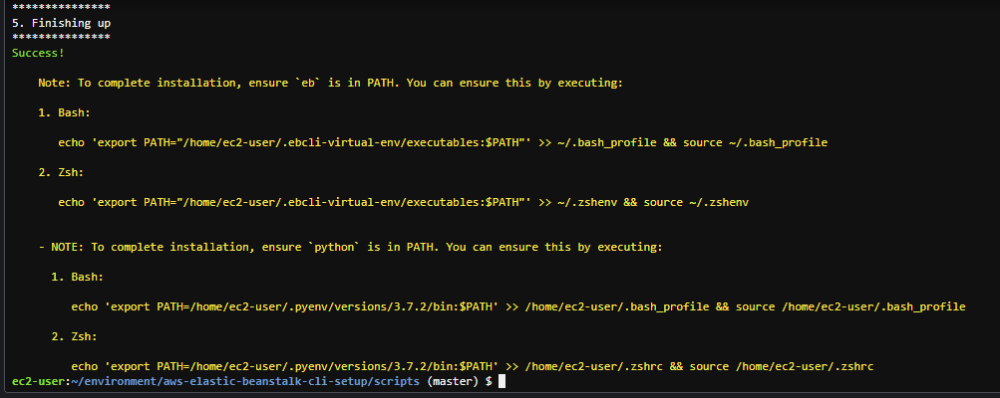 ***************
5. Finishing up
***************
Success!
Note: To complete installation, ensure `eb` is in PATH. You can ensure this by executing:
1. Bash:
echo 'export PATH="/home/ec2-user/.ebcli-virtual-env/executables:$PATH"' >> ~/.bash_profile && source ~/.bash_profile
2. Zsh:
echo 'export PATH="/home/ec2-user/.ebcli-virtual-env/executables:$PATH"' >> ~/.zshenv && source ~/.zshenv
- NOTE: To complete installation, ensure `python` is in PATH. You can ensure this by executing:
1. Bash:
echo 'export PATH=/home/ec2-user/.pyenv/versions/3.7.2/bin:$PATH' >> /home/ec2-user/.bash_profile && source /home/ec2-user/.bash_profile
2. Zsh:
echo 'export PATH=/home/ec2-user/.pyenv/versions/3.7.2/bin:$PATH' >> /home/ec2-user/.zshrc && source /home/ec2-user/.zshrc
ec2-user:~/environment/aws-elastic-beanstalk-cli-setup/scripts (master) $